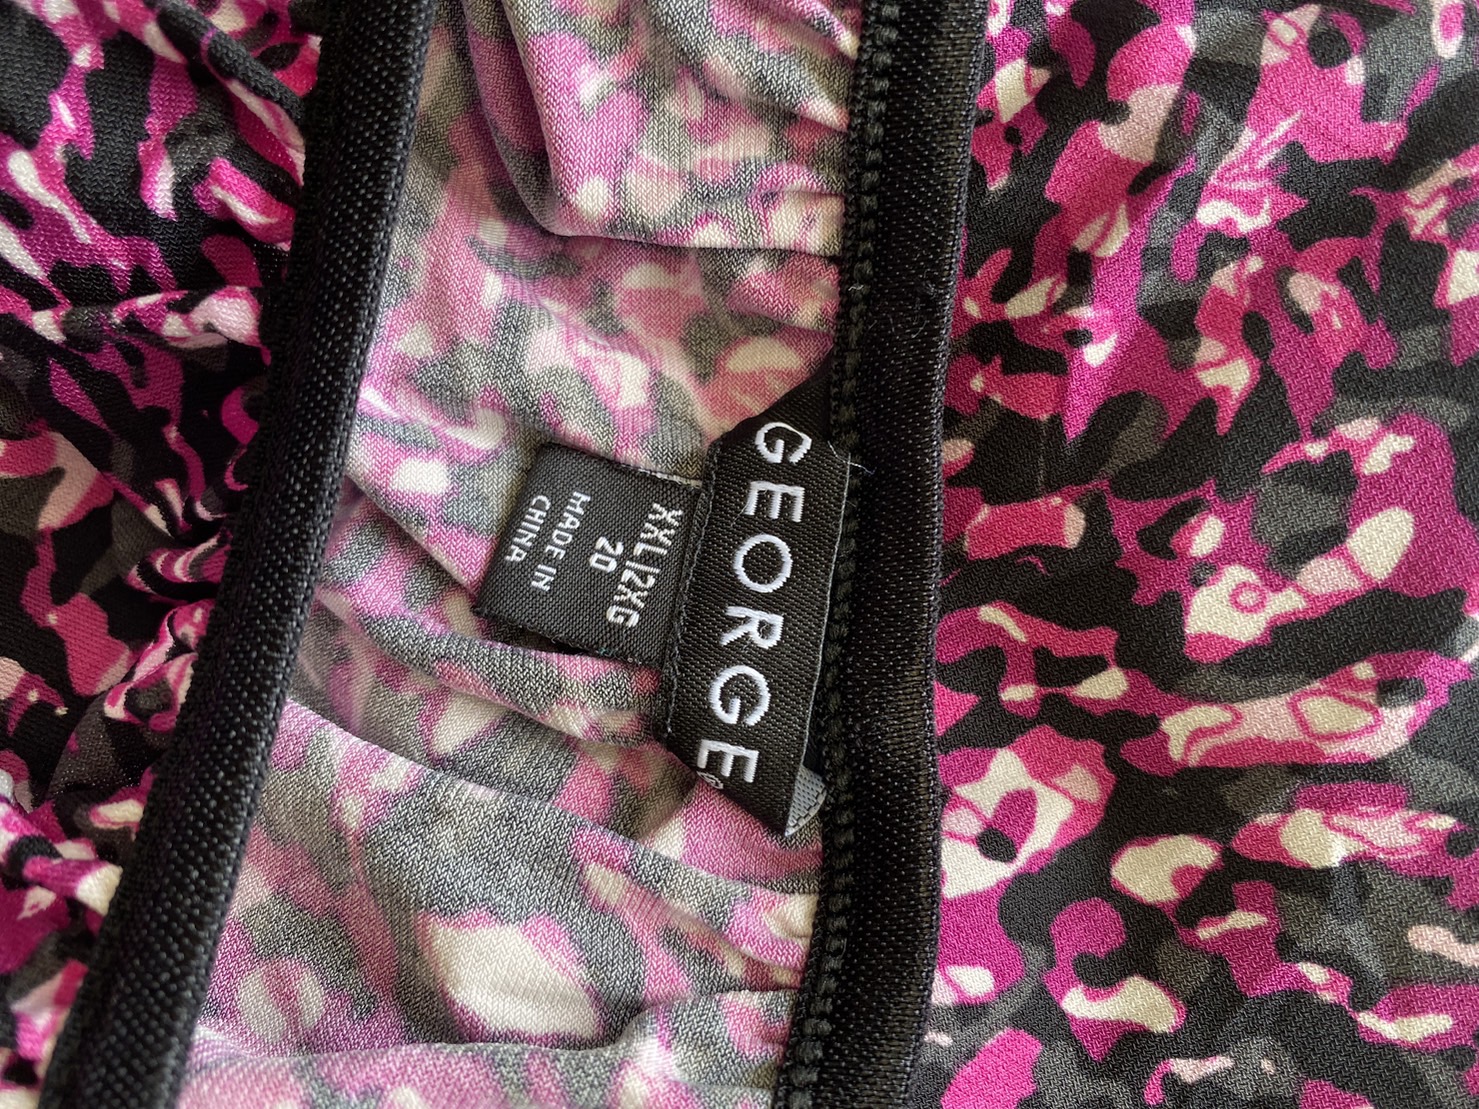 GEORGE®
XXL/2XG
20
MADE IN
CHINA